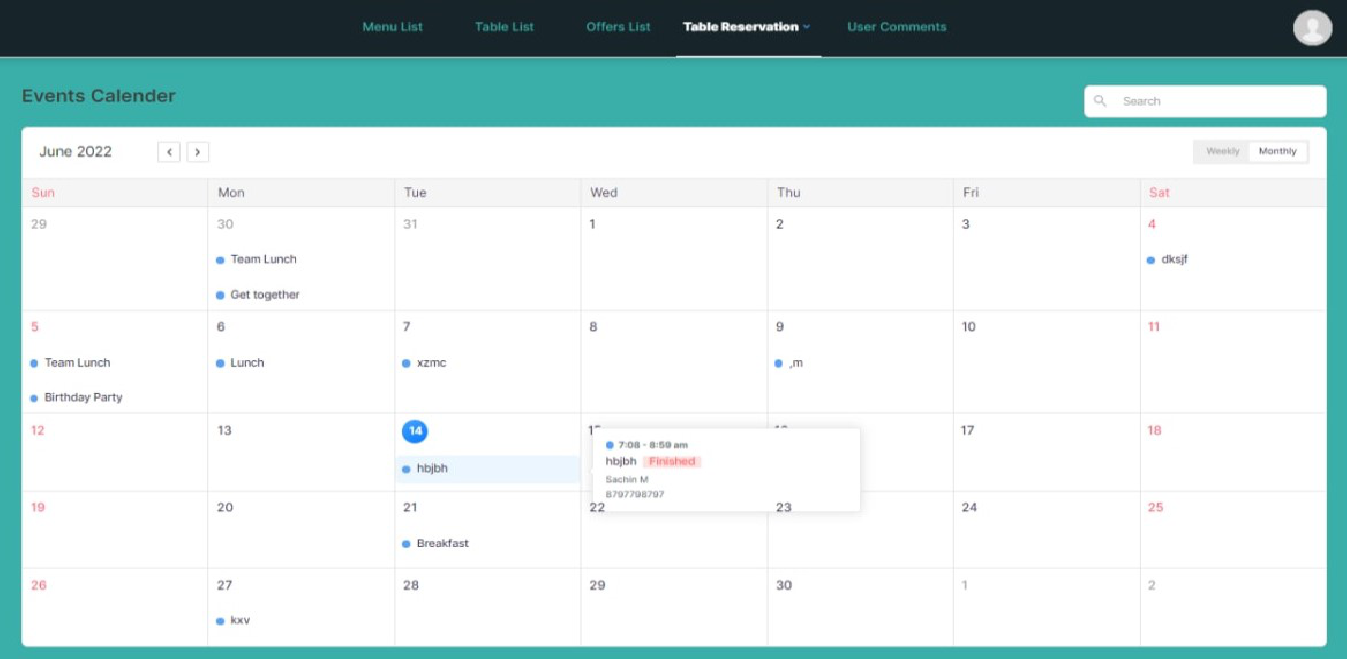 Menu List Table List Offers List Table Reservation User Comments
Events Calender
Search
June 2022
Weekly Monthly
Sun Mon Tue Wed Thu Fri Sat
29 30 31 1 2 3 4
Team Lunch dksjf
Get together
5 6 7 8 9 10 11
Team Lunch Lunch xzmc ,m
Birthday Party
12 13 14 17 18
7:08 - 8:59 am
hbjbh
hbjbh Finished
Sachin M
8797798797
19 20 21 22 23 24 25
Breakfast
26 27 28 29 30 1 2
kxv